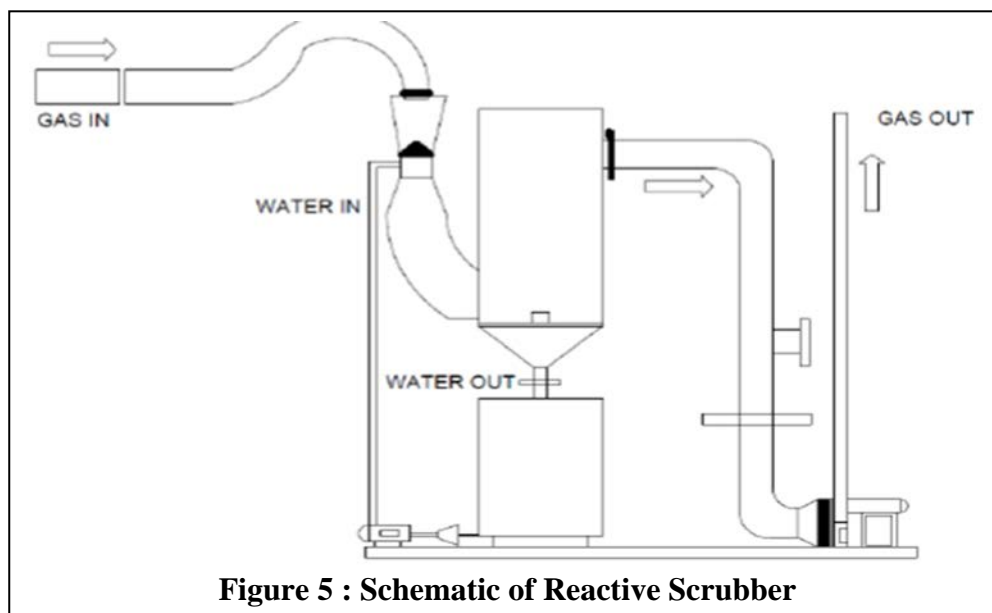 GAS IN
GAS OUT
WATER IN
WATER OUT
Figure 5 : Schematic of Reactive Scrubber